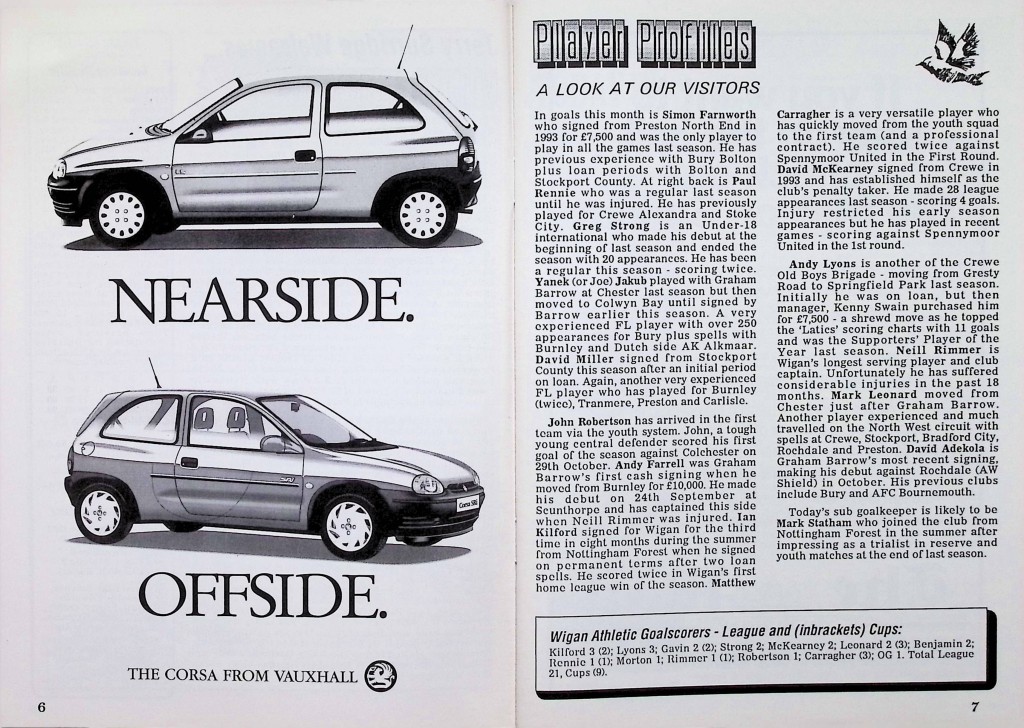 NEARSIDE.
OFFSIDE.
THE CORSA FROM VAUXHALL
6
Player Profiles
A LOOK AT OUR VISITORS
In goals this month is Simon Farnworth
who signed from Preston North End in
1993 for £7,500 and was the only player to
play in all the games last season. He has
previous experience with Bury Bolton
plus loan periods with Bolton and
Stockport County. At right back is Paul
Rennie who was a regular last season
until he was injured. He has previously
played for Crewe Alexandra and Stoke
City. Greg Strong is an Under-18
international who made his debut at the
beginning of last season and ended the
season with 20 appearances. He has been
a regular this season - scoring twice.
Yanek (or Joe) Jakub played with Graham
Barrow at Chester last season but then
moved to Colwyn Bay until signed by
Barrow earlier this season. A very
experienced FL player with over 250
appearances for Bury plus spells with
Burnley and Dutch side AK Alkmaar.
David Miller signed from Stockport
County this season after an initial period
on loan. Again, another very experienced
FL player who has played for Burnley
(twice), Tranmere, Preston and Carlisle.
John Robertson has arrived in the first
team via the youth system. John, a tough
young central defender scored his first
goal of the season against Colchester on
29th October. Andy Farrell was Graham
Barrow's first cash signing when he
moved from Burnley for £10,000. He made
his debut on 24th September at
Scunthorpe and has captained this side
when Neill Rimmer was injured. Ian
Kilford signed for Wigan for the third
time in eight months during the summer
from Nottingham Forest when he signed
on permanent terms after two loan
spells. He scored twice in Wigan's first
home league win of the season. Matthew
Carragher is a very versatile player who
has quickly moved from the youth squad
to the first team (and a professional
contract). He scored twice against
Spennymoor United in the First Round.
David McKearney signed from Crewe in
1993 and has established himself as the
club's penalty taker. He made 28 league
appearances last season - scoring 4 goals.
Injury restricted his early season
appearances but he has played in recent
games - scoring against Spennymoor
United in the 1st round.
Andy Lyons is another of the Crewe
Old Boys Brigade - moving from Gresty
Road to Springfield Park last season.
Initially he was on loan, but then
manager, Kenny Swain purchased him
for £7,500 - a shrewd move as he topped
the 'Latics' scoring charts with 11 goals
and was the Supporters' Player of the
Year last season. Neill Rimmer is
Wigan's longest serving player and club
captain. Unfortunately he has suffered
considerable injuries in the past 18
months. Mark Leonard moved from
Chester just after Graham Barrow.
Another player experienced and much
travelled on the North West circuit with
spells at Crewe, Stockport, Bradford City,
Rochdale and Preston. David Adekola is
Graham Barrow's most recent signing,
making his debut against Rochdale (AW
Shield) in October. His previous clubs
include Bury and AFC Bournemouth.
Today's sub goalkeeper is likely to be
Mark Statham who joined the club from
Nottingham Forest in the summer after
impressing as a trialist in reserve and
youth matches at the end of last season.
Wigan Athletic Goalscorers - League and (inbrackets) Cups:
Kilford 3 (2); Lyons 3; Gavin 2 (2); Strong 2; McKearney 2; Leonard 2 (3); Benjamin 2;
Rennie 1 (1); Morton 1; Rimmer 1 (1); Robertson 1; Carragher (3); OG 1. Total League
21, Cups (9).
7